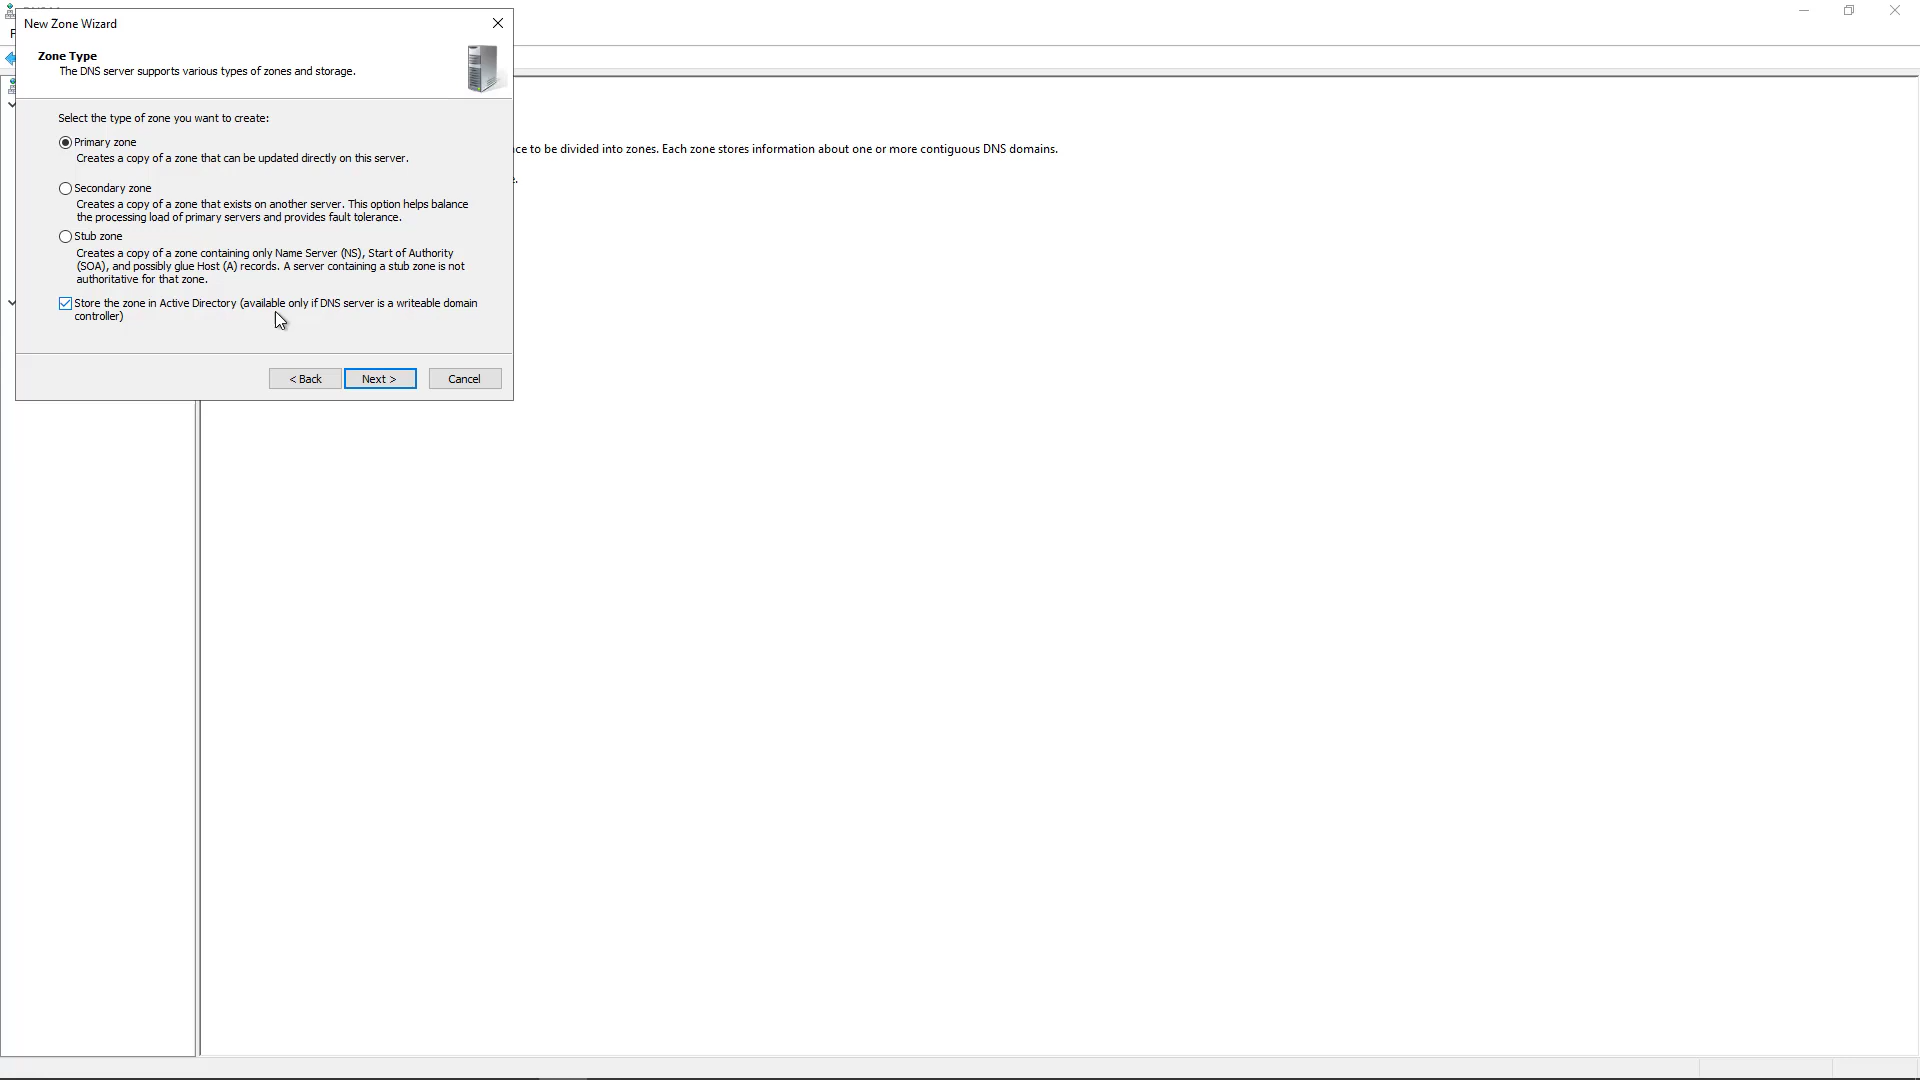 New Zone Wizard
Zone Type
The DNS server supports various types of zones and storage.
Select the type of zone you want to create:
Primary zone
Creates a copy of a zone that can be updated directly on this server.
ce to be divided into zones. Each zone stores information about one or more contiguous DNS domains.
Secondary zone
Creates a copy of a zone that exists on another server. This option helps balance
the processing load of primary servers and provides fault tolerance.
Stub zone
Creates a copy of a zone containing only Name Server (NS), Start of Authority
(SOA), and possibly glue Host (A) records. A server containing a stub zone is not
authoritative for that zone.
Store the zone in Active Directory (available only if DNS server is a writeable domain
controller)
< Back
Next >
Cancel